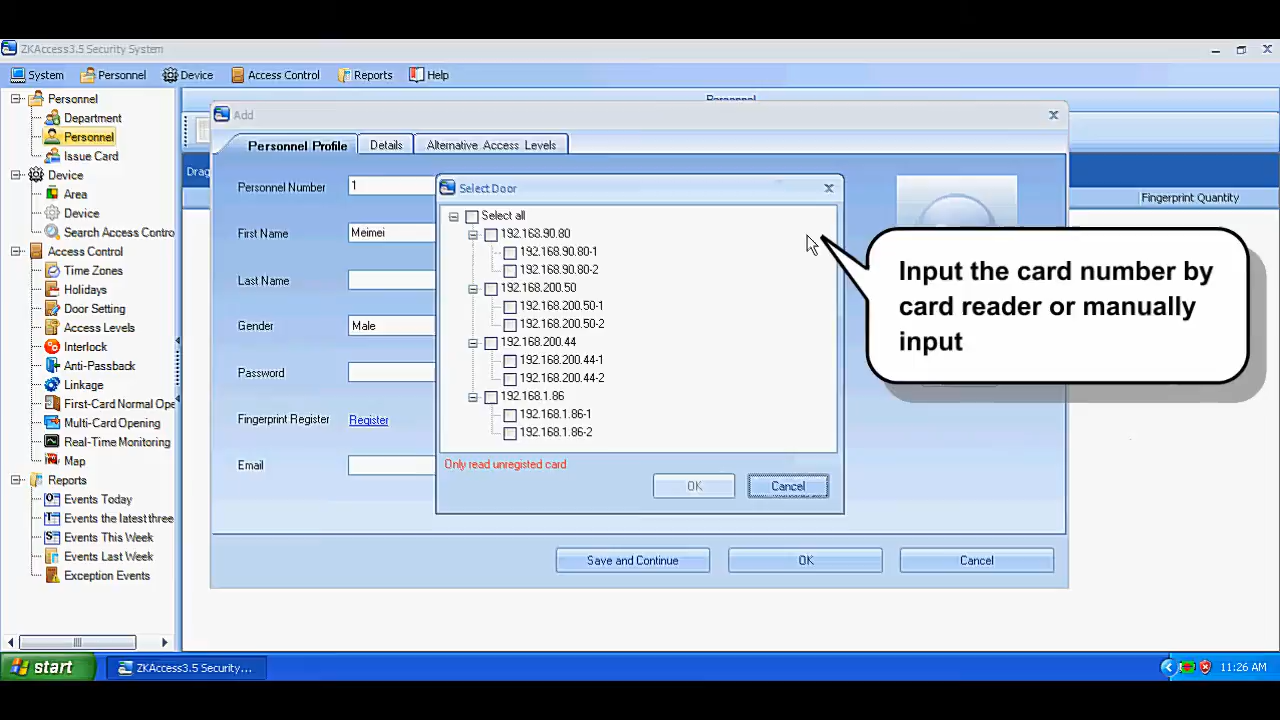 ZKAccess3.5 Security System
System Personnel Device Access Control Reports Help
Personnel
Department
Personnel
Issue Card
Device
Area
Device
Search Access Contro
Access Control
Time Zones
Holidays
Door Setting
Access Levels
Interlock
Anti-Passback
Linkage
First-Card Normal Ope
Multi-Card Opening
Real-Time Monitoring
Map
Reports
Events Today
Events the latest three
Events This Week
Events Last Week
Exception Events
Personnel
Drag
Fingerprint Quantity
Add
Personnel Profile Details Alternative Access Levels
Personnel Number 1
First Name Meimei
Last Name
Gender Male
Password
Fingerprint Register Register
Email
Select Door
Select all
192.168.90.80
192.168.90.80-1
192.168.90.80-2
192.168.200.50
192.168.200.50-1
192.168.200.50-2
192.168.200.44
192.168.200.44-1
192.168.200.44-2
192.168.1.86
192.168.1.86-1
192.168.1.86-2
Only read unregisted card
OK Cancel
Save and Continue OK Cancel
Input the card number by
card reader or manually
input
start ZKAccess3.5 Security... 11:26 AM